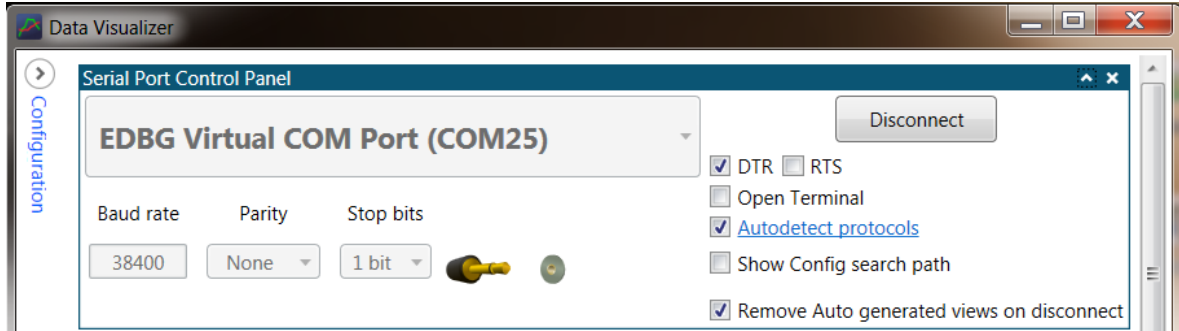 Data Visualizer
Configuration
Serial Port Control Panel
EDBG Virtual COM Port (COM25)
Disconnect
DTR RTS
Open Terminal
Autodetect protocols
Show Config search path
Remove Auto generated views on disconnect
Baud rate Parity Stop bits
38400 None 1 bit